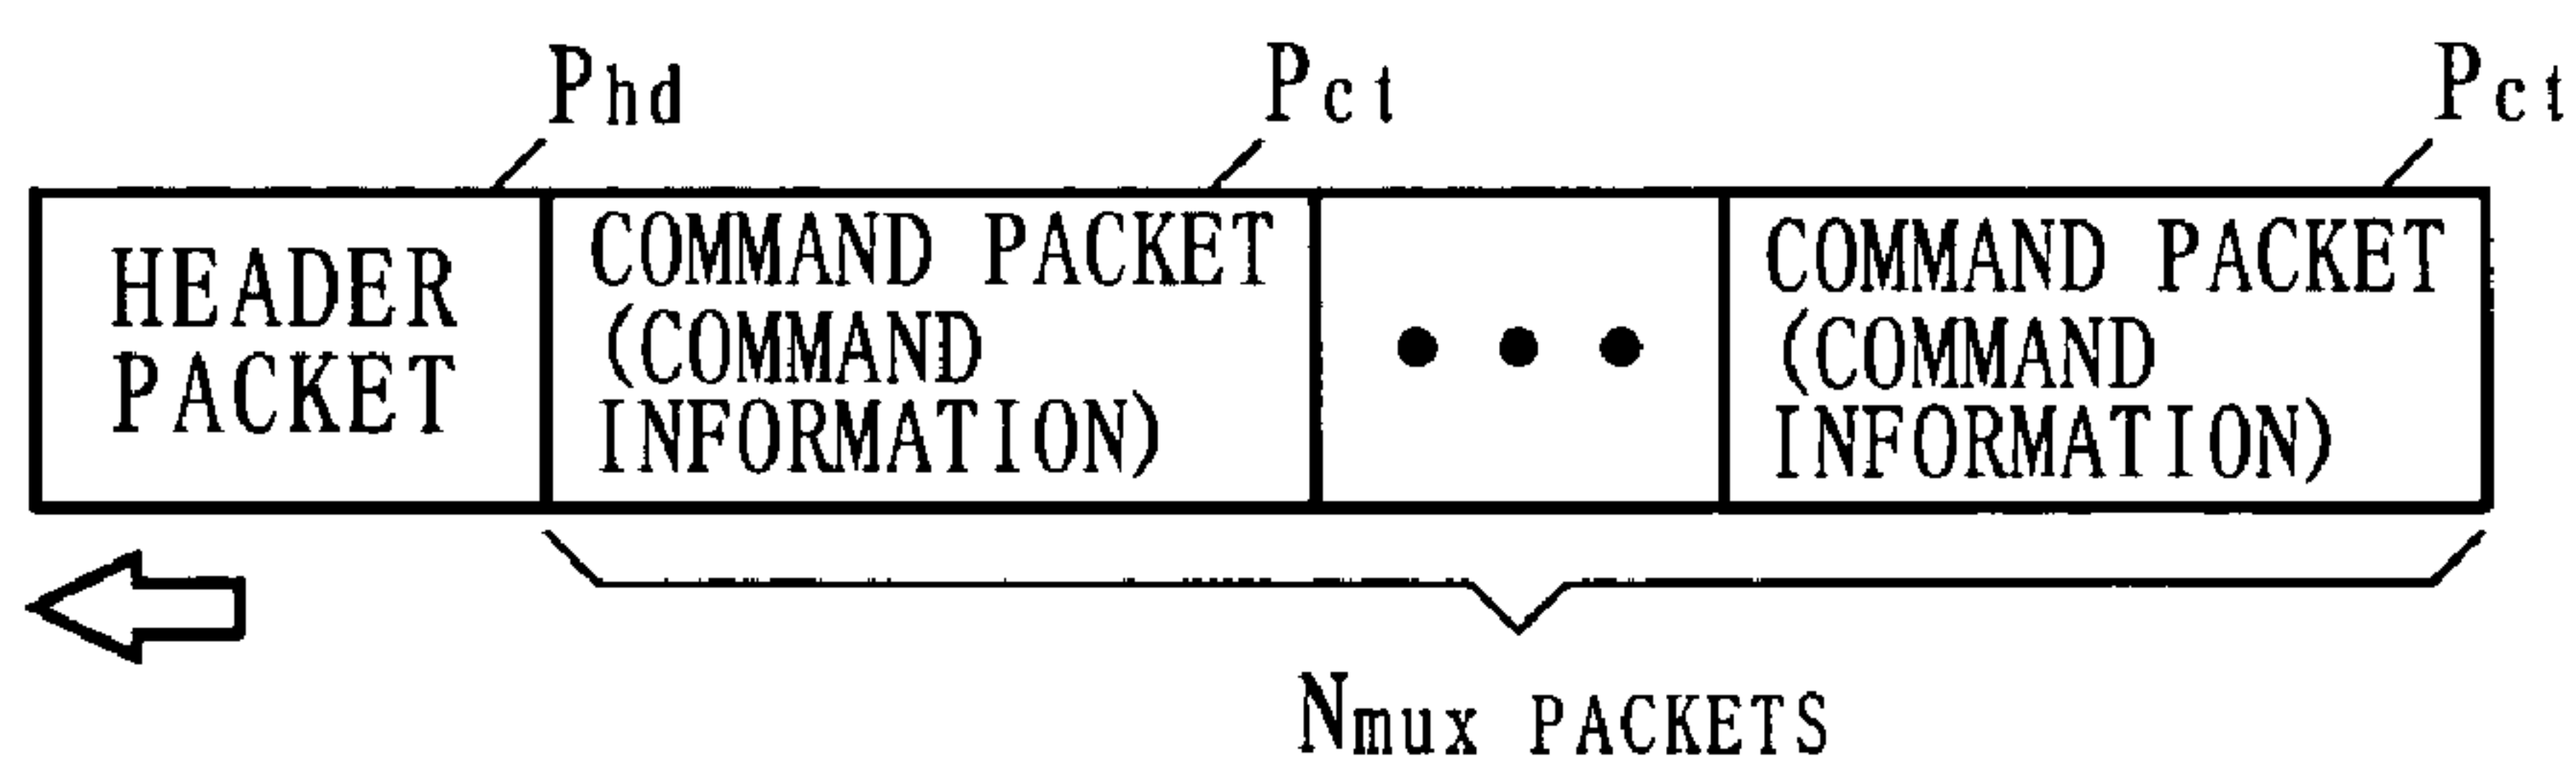 Phd
Pct
Pct
HEADER
PACKET
COMMAND PACKET
(COMMAND
INFORMATION)
COMMAND PACKET
(COMMAND
INFORMATION)
Nmux PACKETS